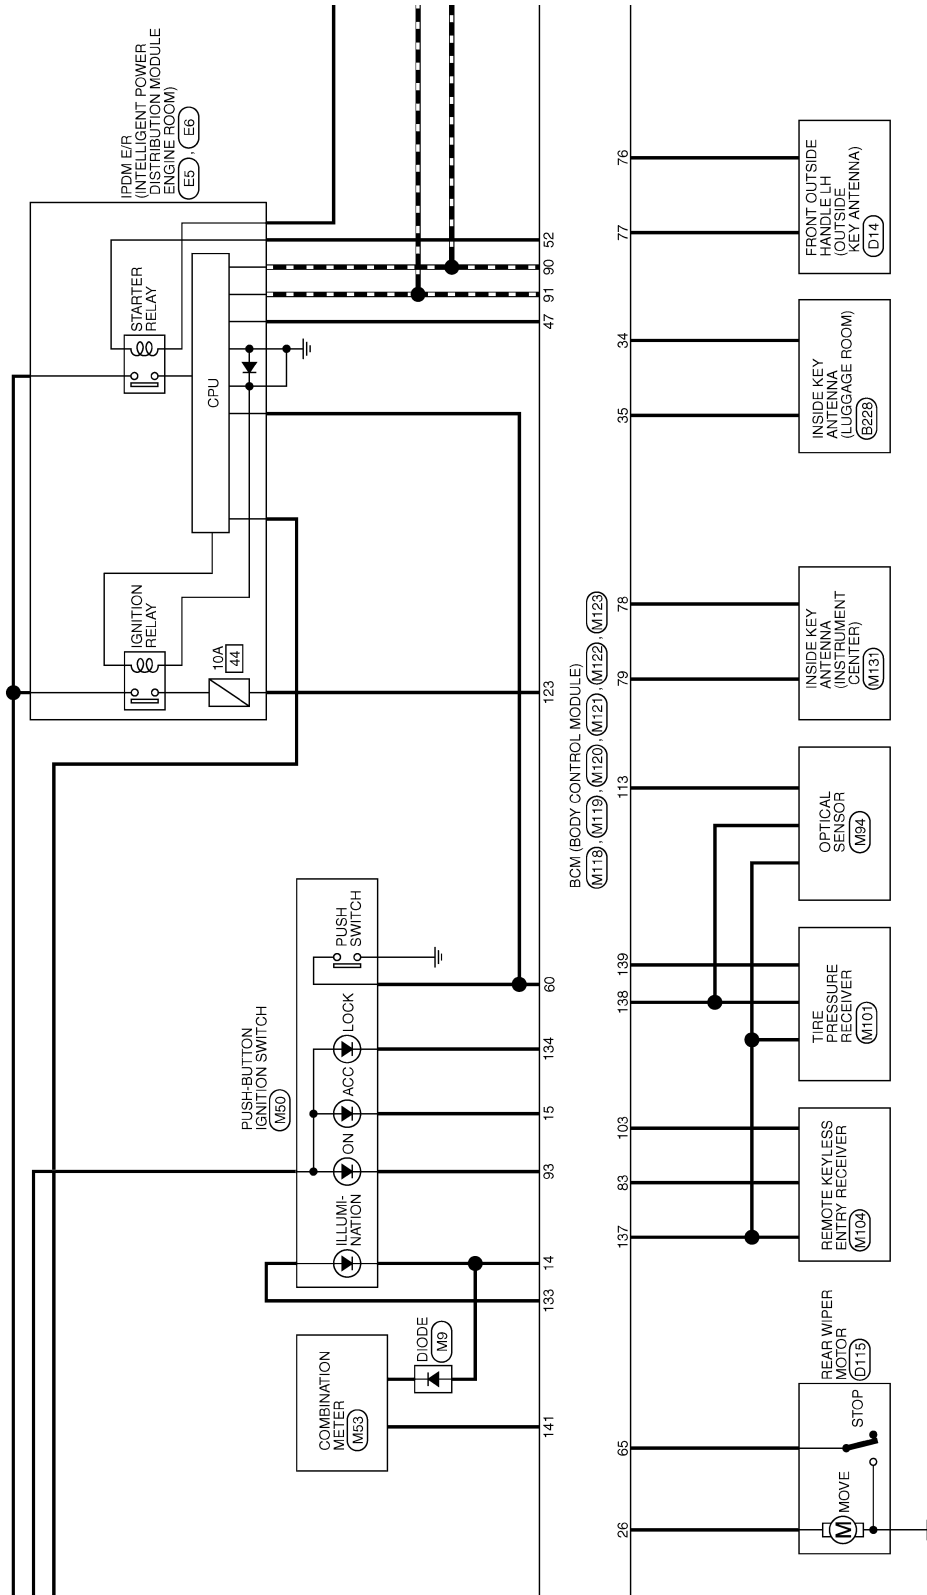 IPDM E/R
(INTELLIGENT POWER
DISTRIBUTION MODULE
ENGINE ROOM)
E5 , E6
STARTER
RELAY
CPU
IGNITION
RELAY
10A
44
52
90
91
47
123
60
134
15
93
14
133
141
PUSH-BUTTON
IGNITION SWITCH
M50
PUSH
SWITCH
LOCK
ACC
ON
ILLUMI-
NATION
COMBINATION
METER
M53
DIODE
M9
BCM (BODY CONTROL MODULE)
M118 , M119 , M120 , M121 , M122 , M123
76
77
34
35
78
79
113
139
138
103
83
137
65
26
FRONT OUTSIDE
HANDLE LH
(OUTSIDE
KEY ANTENNA)
D14
INSIDE KEY
ANTENNA
(LUGGAGE ROOM)
B228
INSIDE KEY
ANTENNA
(INSTRUMENT
CENTER)
M131
OPTICAL
SENSOR
M94
TIRE
PRESSURE
RECEIVER
M101
REMOTE KEYLESS
ENTRY RECEIVER
M104
REAR WIPER
MOTOR
D115
STOP
MOVE
M